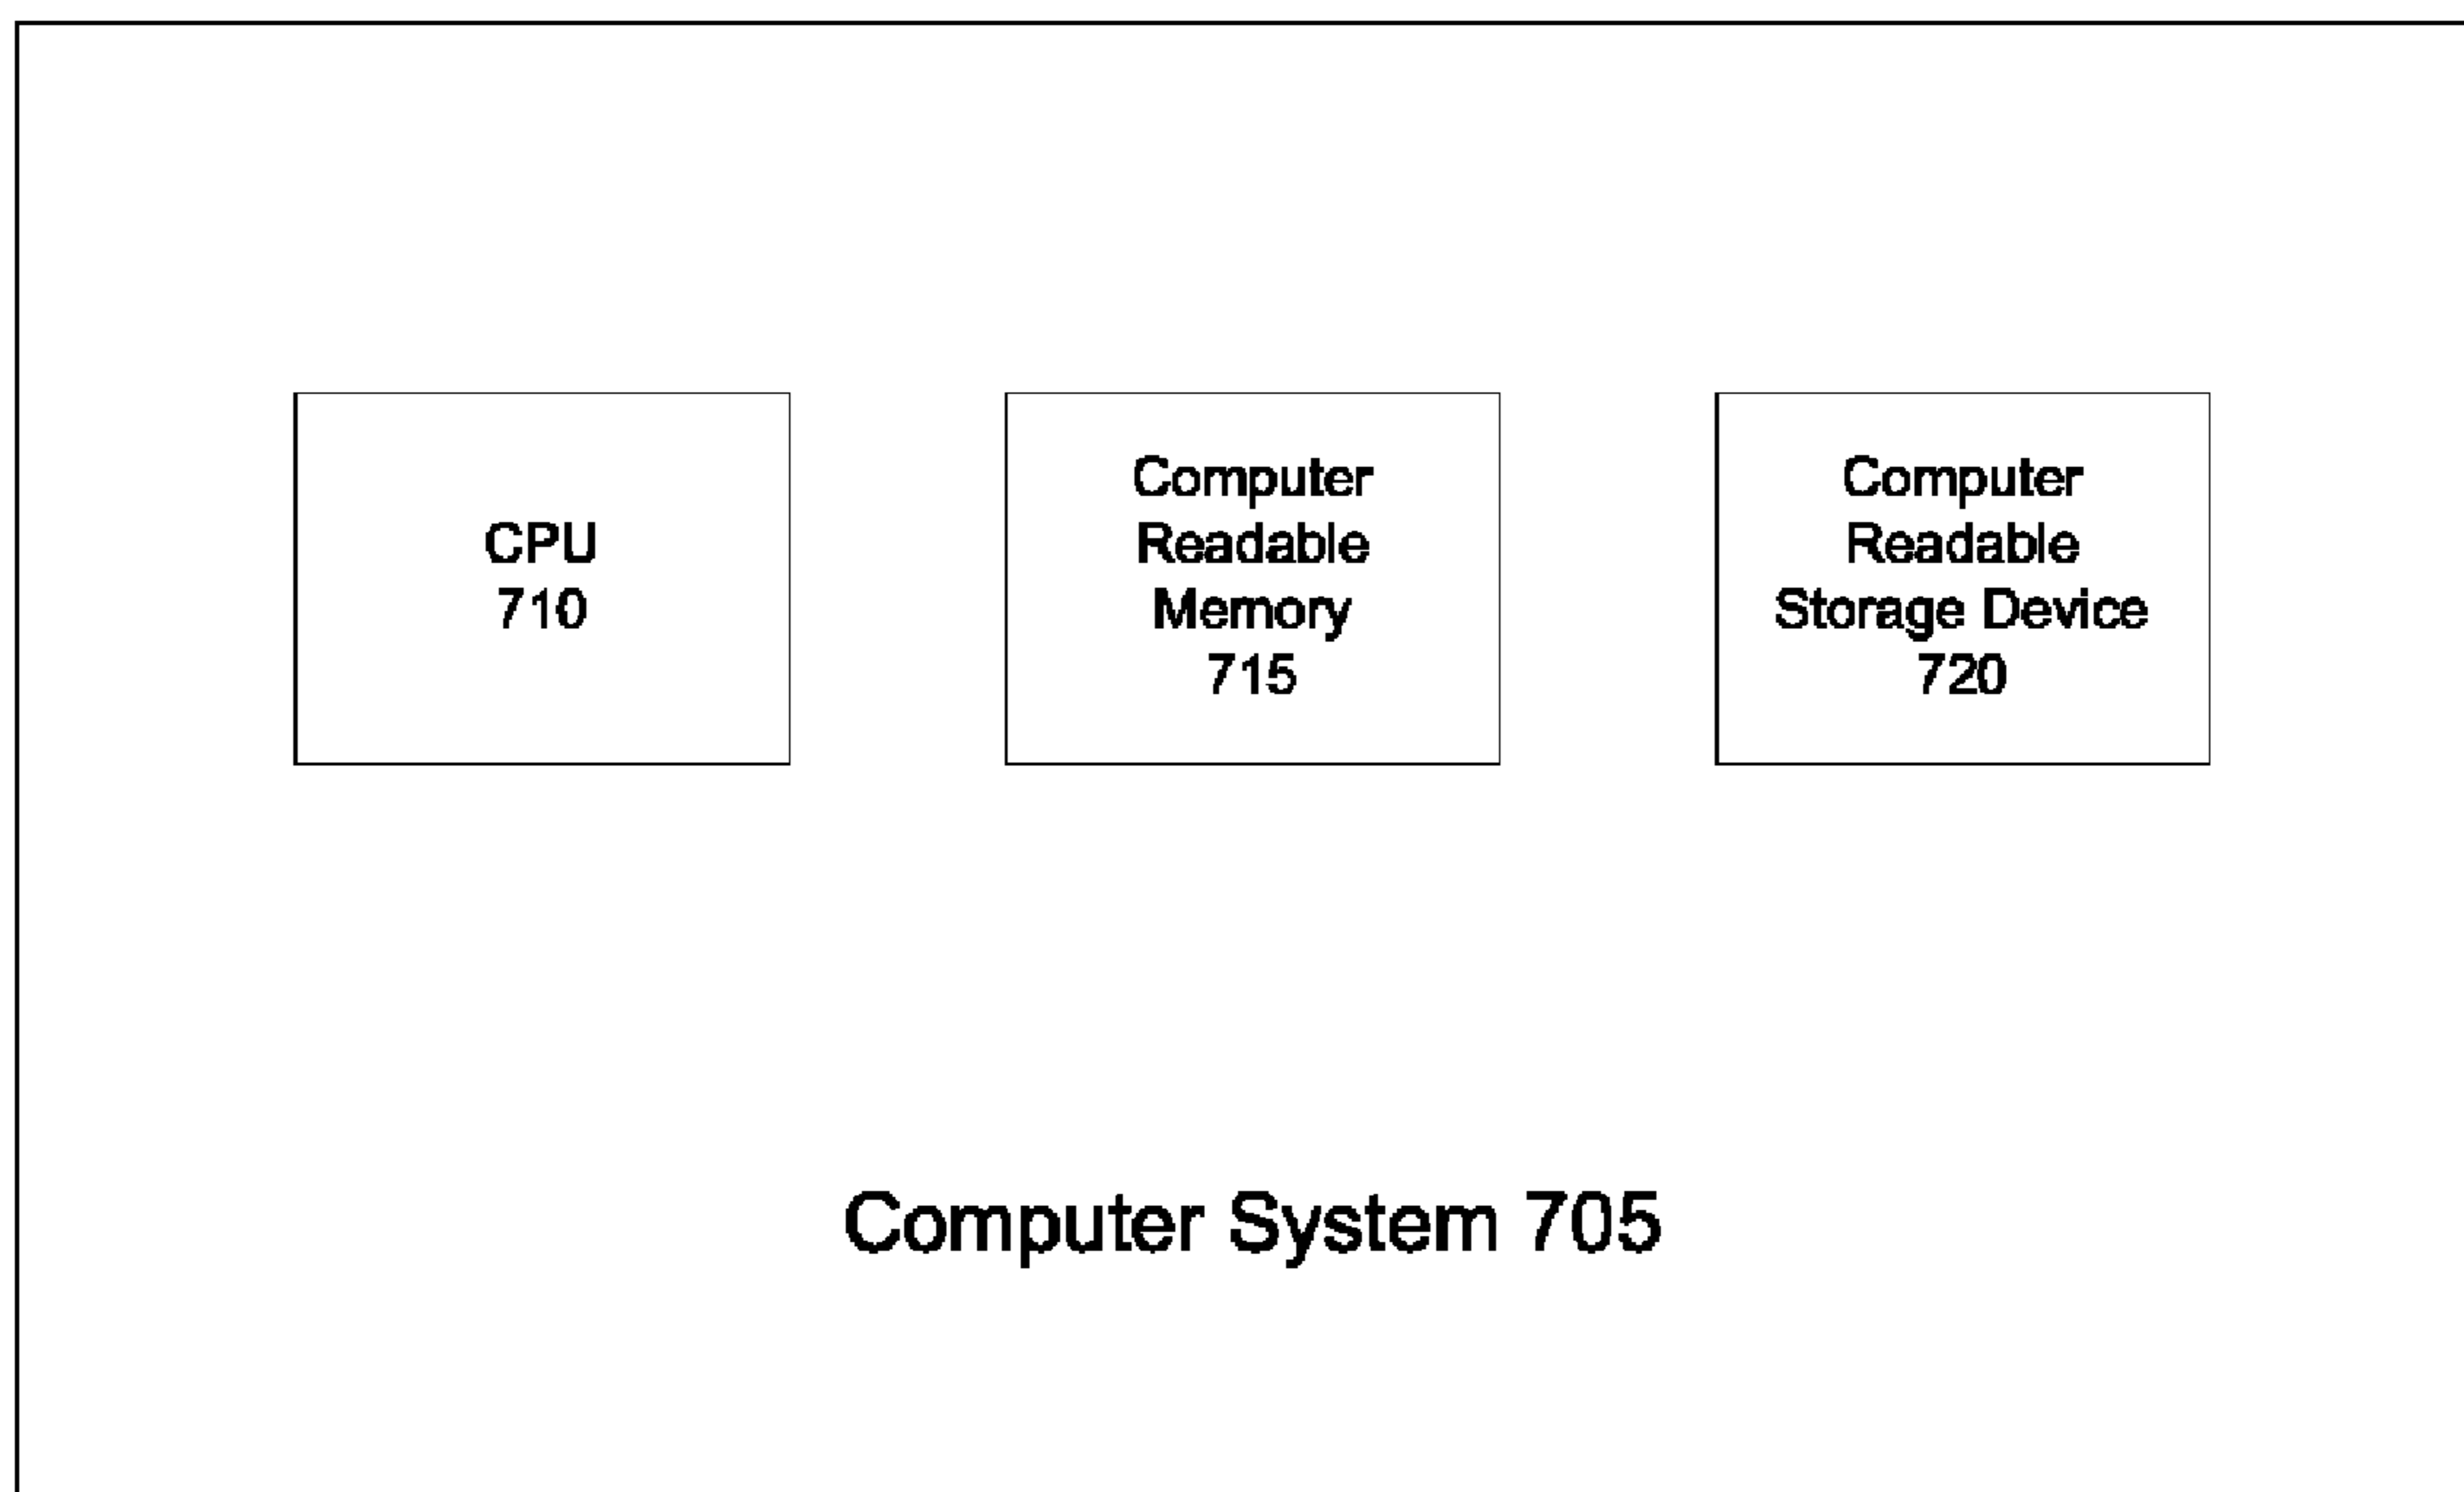 CPU
710
Computer
Readable
Memory
715
Computer
Readable
Storage Device
720
Computer System 705